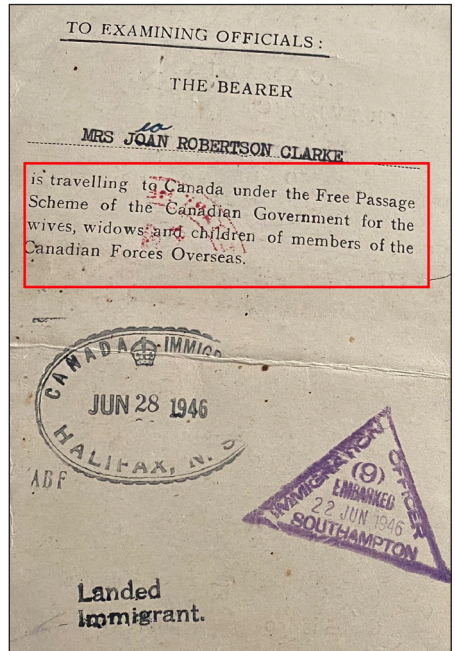 TO EXAMINING OFFICIALS:
THE BEARER
MRS JOAN ROBERTSON CLARKE
is travelling to Canada under the Free Passage
Scheme of the Canadian Government for the
wives, widows and children of members of the
Canadian Forces Overseas.
CANADA IMMIGR
JUN 28 1946
HALIFAX, N. S
ABF
IMMIGRATION OFFICER
(9)
EMBARKED
22 JUN 1946
SOUTHAMPTON
Landed
Immigrant.